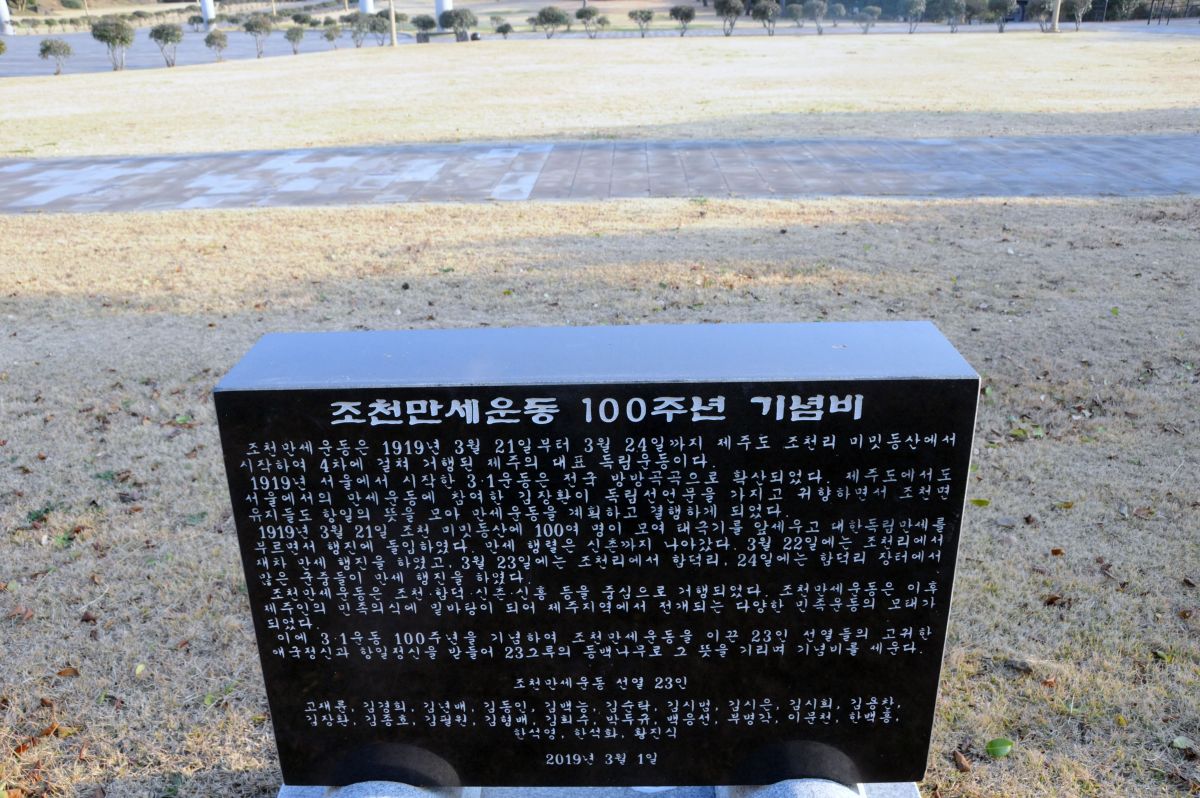 조천만세운동 100주년 기념비
조천만세운동은 1919년 3월 21일부터 3월 24일까지 제주도 조천리 미밋동산에서
시작하여 4차에 걸쳐 거행된 제주의 대표 독립운동이다.
1919년 서울에서 시작한 3·1운동은 전국 방방곡곡으로 확산되었다. 제주도에서도
서울에서의 만세운동에 참여한 김장환이 독립선언문을 가지고 귀향하면서 조천면
유지들도 항일의 뜻을 모아 만세운동을 계획하고 결행하게 되었다.
1919년 3월 21일 조천 미밋동산에 100여 명이 모여 태극기를 앞세우고 대한독립만세를
부르면서 행진에 돌입하였다. 만세 행렬은 신촌까지 나아갔다. 3월 22일에는 조천리에서
재차 만세 행진을 하였고, 3월 23일에는 조천리에서 함덕리, 24일에는 함덕리 장터에서
많은 군중들이 만세 행진을 하였다.
조천만세운동은 조천·함덕·신촌·신흥 등을 중심으로 거행되었다. 조천만세운동은 이후
제주인의 민족의식에 밑바탕이 되어 제주지역에서 전개되는 다양한 민족운동의 모태가
되었다.
이에 3·1운동 100주년을 기념하여 조천만세운동을 이끈 23인 선열들의 고귀한
애국정신과 항일정신을 받들어 23그루의 동백나무로 그 뜻을 기리며 기념비를 세운다.
조천만세운동 선열 23인
고재륜, 김경희, 김년배, 김동인, 김백능, 김순탁, 김시범, 김시은, 김시희, 김용찬,
김장환, 김종호, 김필원, 김형배, 김희수, 박두규, 백응선, 부명각, 이문천, 한백흥,
한석영, 한석화, 황진식
2019년 3월 1일